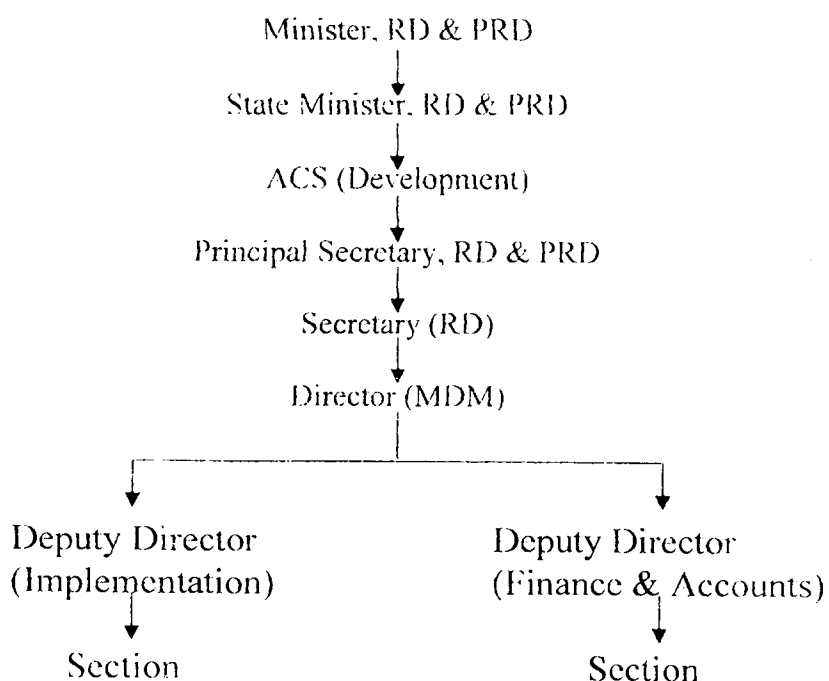 Minister, RD & PRD
State Minister, RD & PRD
ACS (Development)
Principal Secretary, RD & PRD
Secretary (RD)
Director (MDM)
Deputy Director
(Implementation)
Deputy Director
(Finance & Accounts)
Section
Section